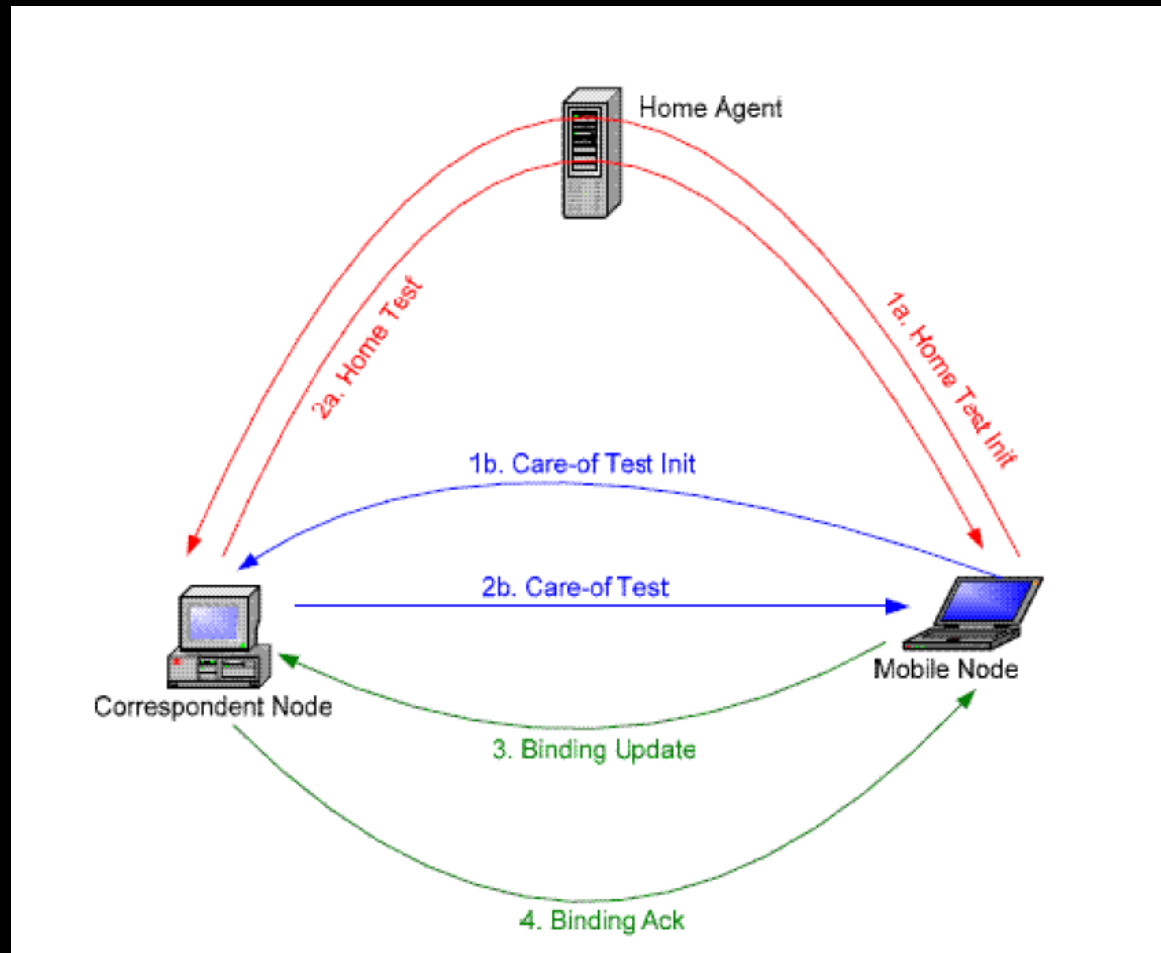 Home Agent
2a. Home Test
1a. Home Test Init
1b. Care-of Test Init
2b. Care-of Test
Mobile Node
Correspondent Node
3. Binding Update
4. Binding Ack